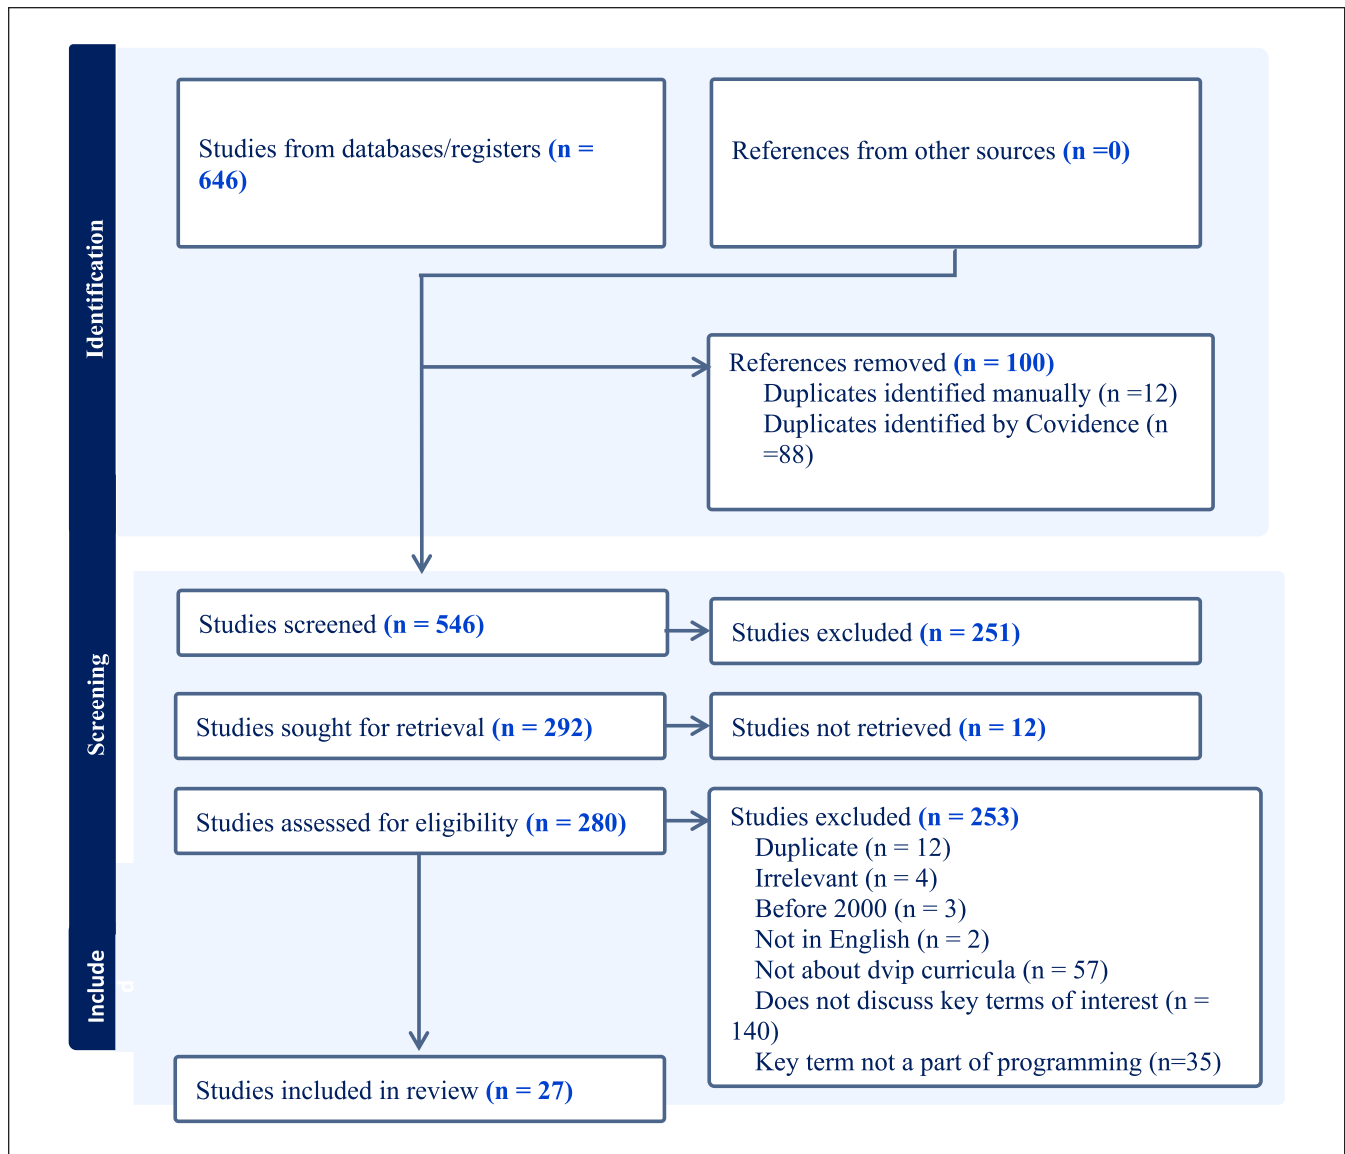 Identification
Studies from databases/registers (n =
646)
References from other sources (n =0)
References removed (n = 100)
Duplicates identified manually (n =12)
Duplicates identified by Covidence (n
=88)
Screening
Studies screened (n = 546)
Studies excluded (n = 251)
Studies sought for retrieval (n = 292)
Studies not retrieved (n = 12)
Studies assessed for eligibility (n = 280)
Studies excluded (n = 253)
Duplicate (n = 12)
Irrelevant (n = 4)
Before 2000 (n = 3)
Not in English (n = 2)
Not about dvip curricula (n = 57)
Does not discuss key terms of interest (n =
140)
Key term not a part of programming (n=35)
Include
d
Studies included in review (n = 27)